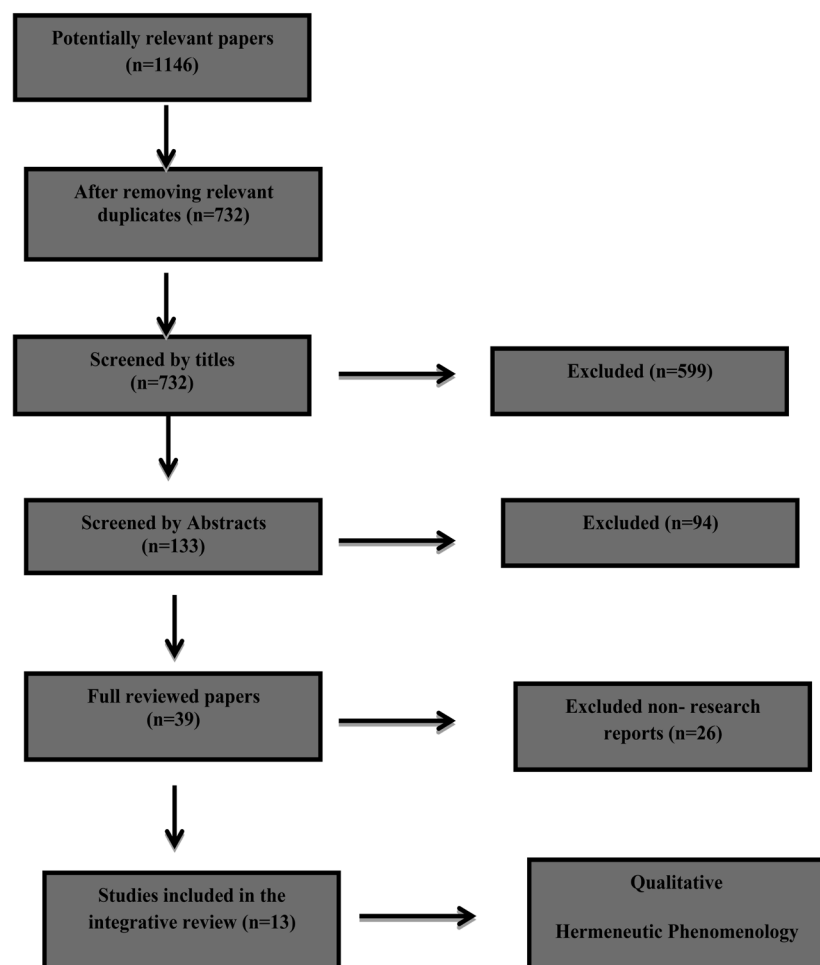 Potentially relevant papers
(n=1146)
After removing relevant
duplicates (n=732)
Screened by titles
(n=732)
Excluded (n=599)
Screened by Abstracts
(n=133)
Excluded (n=94)
Full reviewed papers
(n=39)
Excluded non- research
reports (n=26)
Studies included in the
integrative review (n=13)
Qualitative
Hermeneutic Phenomenology